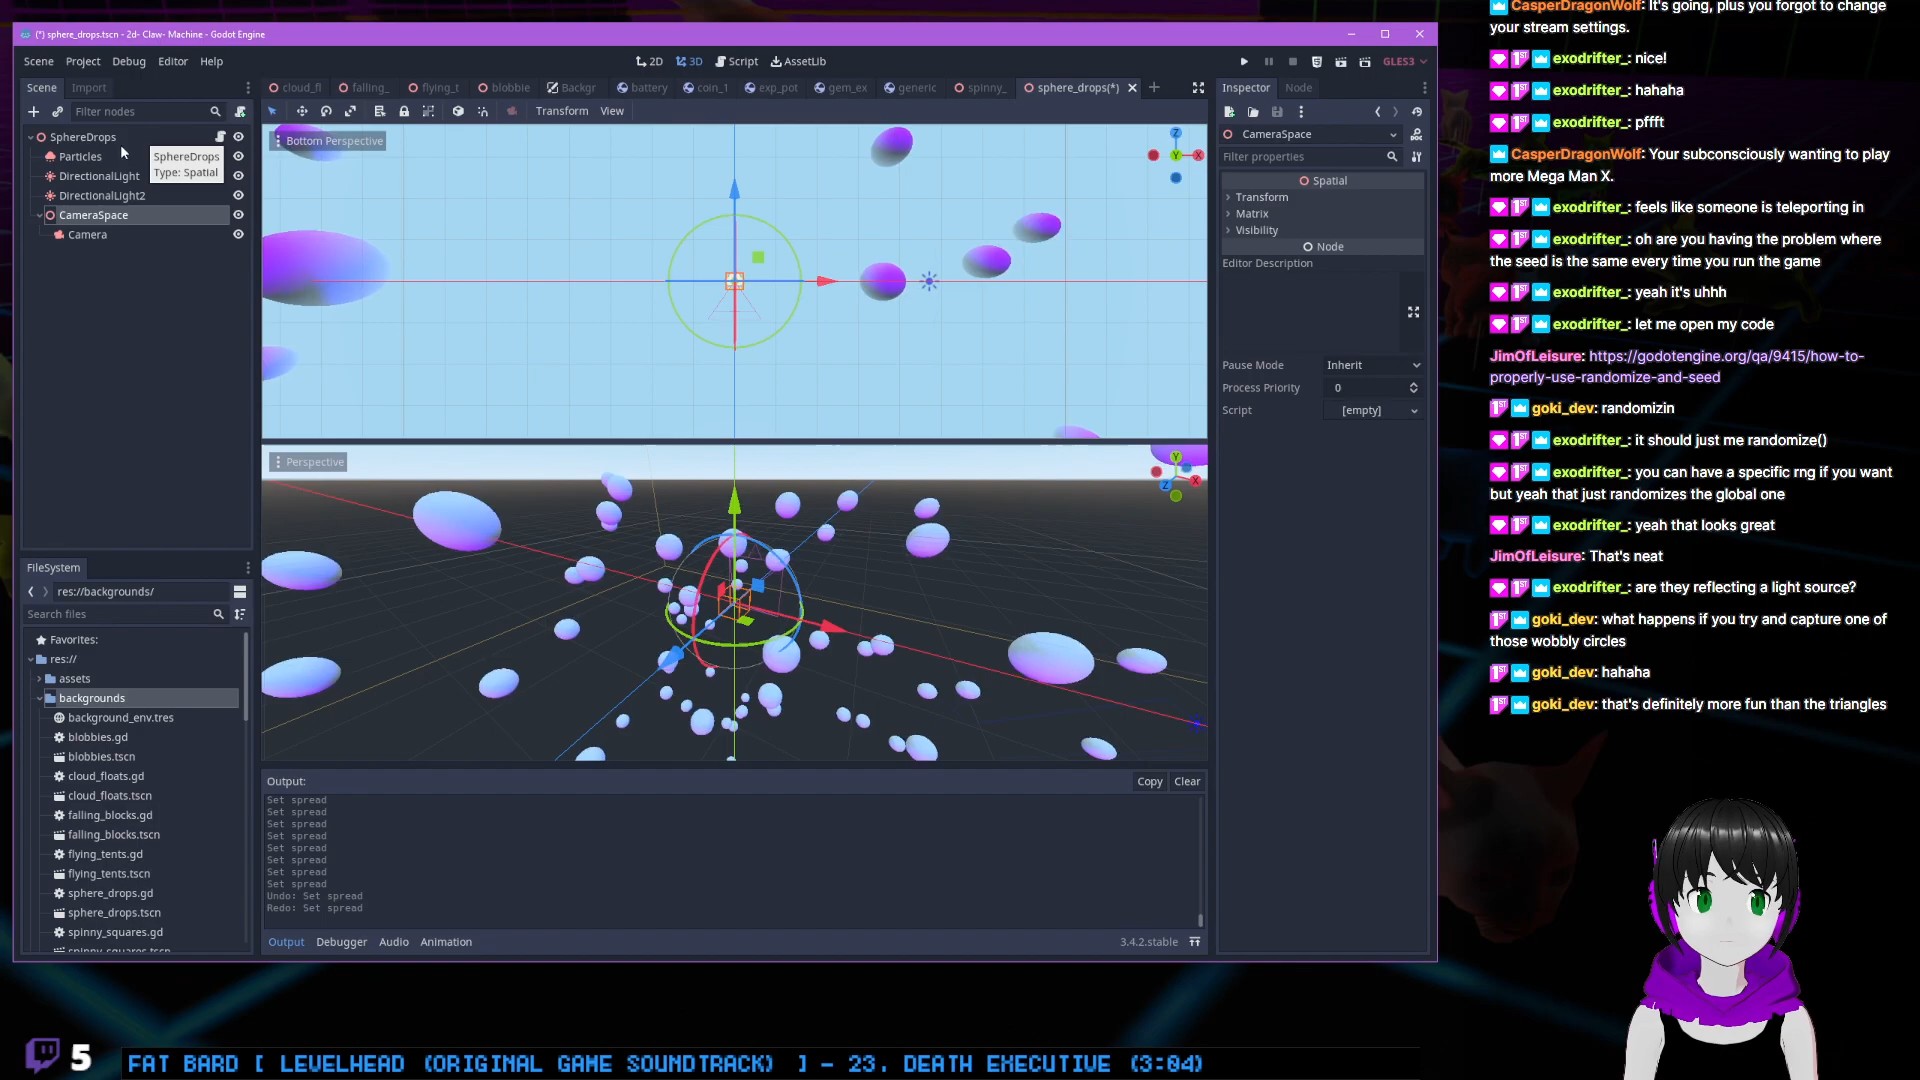 (*) sphere_drops.tscn - 2d- Claw- Machine - Godot Engine
Scene Project Debug Editor Help
2D 3D Script AssetLib
GLES3
Scene Import
cloud_fl falling_ flying_t blobbie Backgr battery coin_1 exp_pot gem_ex generic spinny_ sphere_drops(*)
Inspector Node
Filter nodes
Transform View
SphereDrops
Particles
DirectionalLight
DirectionalLight2
CameraSpace
Camera
SphereDrops
Type: Spatial
Bottom Perspective
Z
Y
X
Perspective
Y
X
Z
CameraSpace
Filter properties
Spatial
Transform
Matrix
Visibility
Node
Editor Description
Pause Mode Inherit
Process Priority 0
Script [empty]
FileSystem
res://backgrounds/
Search files
Favorites:
res://
assets
backgrounds
background_env.tres
blobbies.gd
blobbies.tscn
cloud_floats.gd
cloud_floats.tscn
falling_blocks.gd
falling_blocks.tscn
flying_tents.gd
flying_tents.tscn
sphere_drops.gd
sphere_drops.tscn
spinny_squares.gd
spinny_squares.tscn
Output:
Copy Clear
Set spread
Set spread
Set spread
Set spread
Set spread
Set spread
Set spread
Set spread
Undo: Set spread
Redo: Set spread
Output Debugger Audio Animation
3.4.2.stable
CasperDragonWolf: It's going, plus you forgot to change
your stream settings.
exodrifter_: nice!
exodrifter_: hahaha
exodrifter_: pffft
CasperDragonWolf: Your subconsciously wanting to play
more Mega Man X.
exodrifter_: feels like someone is teleporting in
exodrifter_: oh are you having the problem where
the seed is the same every time you run the game
exodrifter_: yeah it's uhhh
exodrifter_: let me open my code
JimOfLeisure: https://godotengine.org/qa/9415/how-to-
properly-use-randomize-and-seed
goki_dev: randomizin
exodrifter_: it should just me randomize()
exodrifter_: you can have a specific rng if you want
but yeah that just randomizes the global one
exodrifter_: yeah that looks great
JimOfLeisure: That's neat
exodrifter_: are they reflecting a light source?
goki_dev: what happens if you try and capture one of
those wobbly circles
goki_dev: hahaha
goki_dev: that's definitely more fun than the triangles
1ST
5
FAT BARD [ LEVELHEAD (ORIGINAL GAME SOUNDTRACK) ] - 23. DEATH EXECUTIVE (3:04)